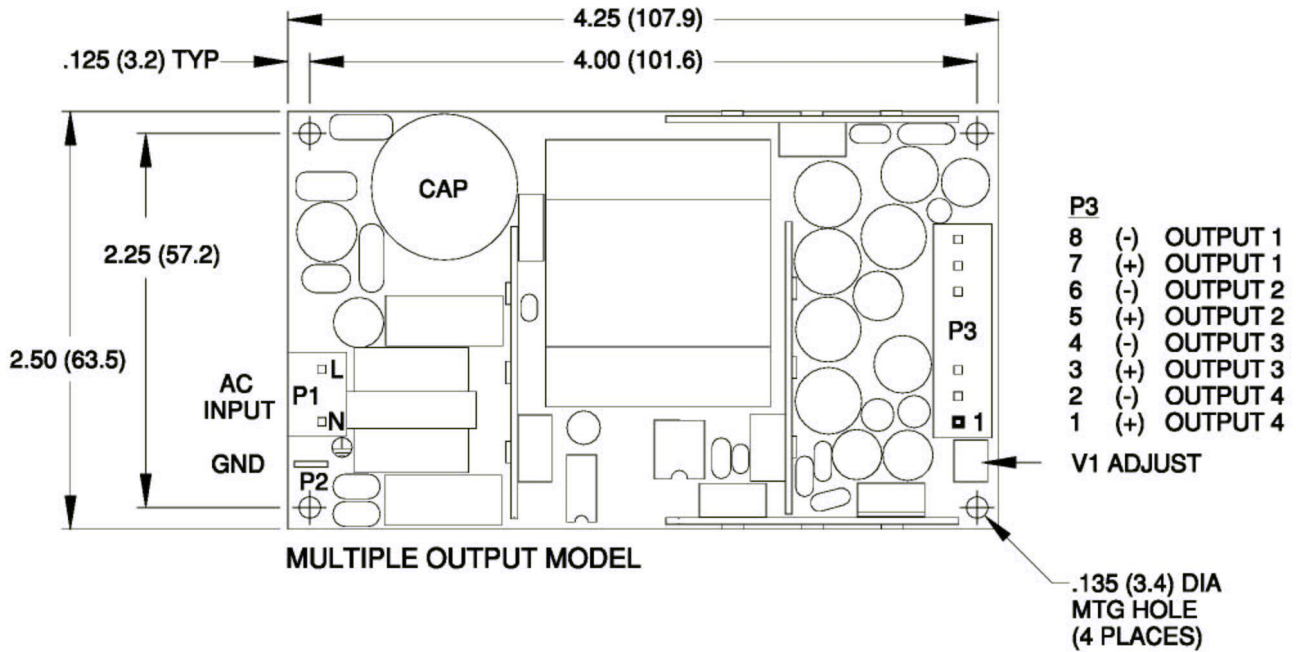 4.25 (107.9)
.125 (3.2) TYP
4.00 (101.6)
CAP
2.25 (57.2)
2.50 (63.5)
AC
INPUT
P1
L
N
GND
P2
P3
1
P3
8 (-) OUTPUT 1
7 (+) OUTPUT 1
6 (-) OUTPUT 2
5 (+) OUTPUT 2
4 (-) OUTPUT 3
3 (+) OUTPUT 3
2 (-) OUTPUT 4
1 (+) OUTPUT 4
V1 ADJUST
MULTIPLE OUTPUT MODEL
.135 (3.4) DIA
MTG HOLE
(4 PLACES)